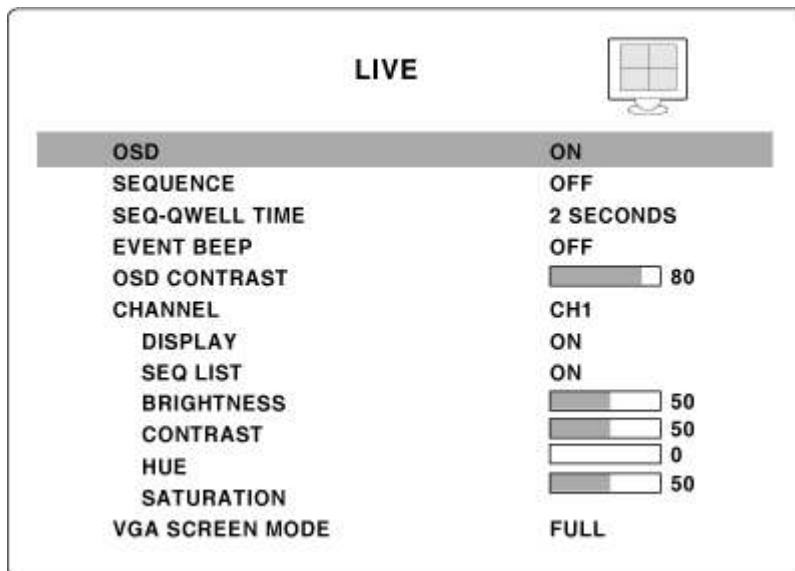 LIVE
OSD ON
SEQUENCE OFF
SEQ-QWELL TIME 2 SECONDS
EVENT BEEP OFF
OSD CONTRAST 80
CHANNEL CH1
DISPLAY ON
SEQ LIST ON
BRIGHTNESS 50
CONTRAST 50
HUE 0
SATURATION 50
VGA SCREEN MODE FULL